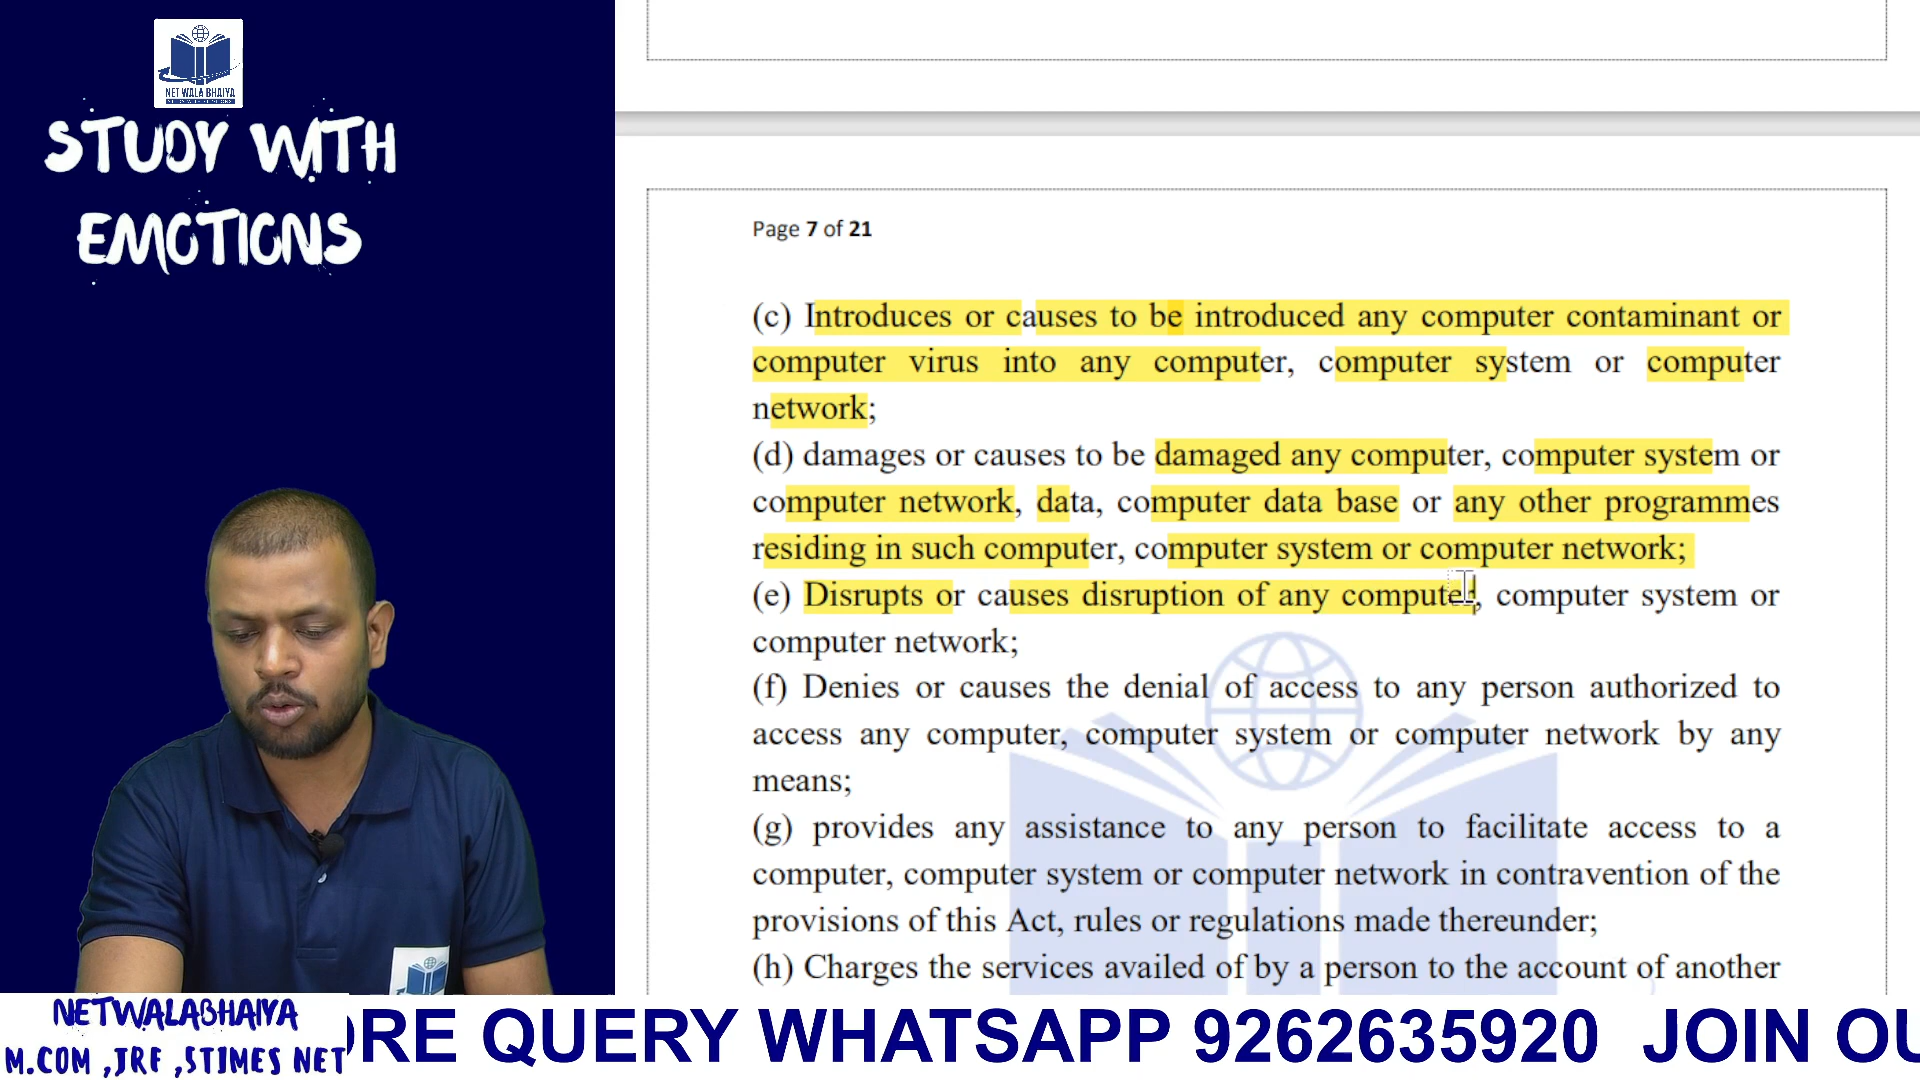 NET WALA BHAIYA
STUDY WITH
EMOTIONS
Page 7 of 21
(c) Introduces or causes to be introduced any computer contaminant or
computer virus into any computer, computer system or computer
network;
(d) damages or causes to be damaged any computer, computer system or
computer network, data, computer data base or any other programmes
residing in such computer, computer system or computer network;
(e) Disrupts or causes disruption of any computer, computer system or
computer network;
(f) Denies or causes the denial of access to any person authorized to
access any computer, computer system or computer network by any
means;
(g) provides any assistance to any person to facilitate access to a
computer, computer system or computer network in contravention of the
provisions of this Act, rules or regulations made thereunder;
(h) Charges the services availed of by a person to the account of another
NETWALABHAIYA
M.COM ,JRF ,5TIMES NET
ORE QUERY WHATSAPP 9262635920 JOIN OU